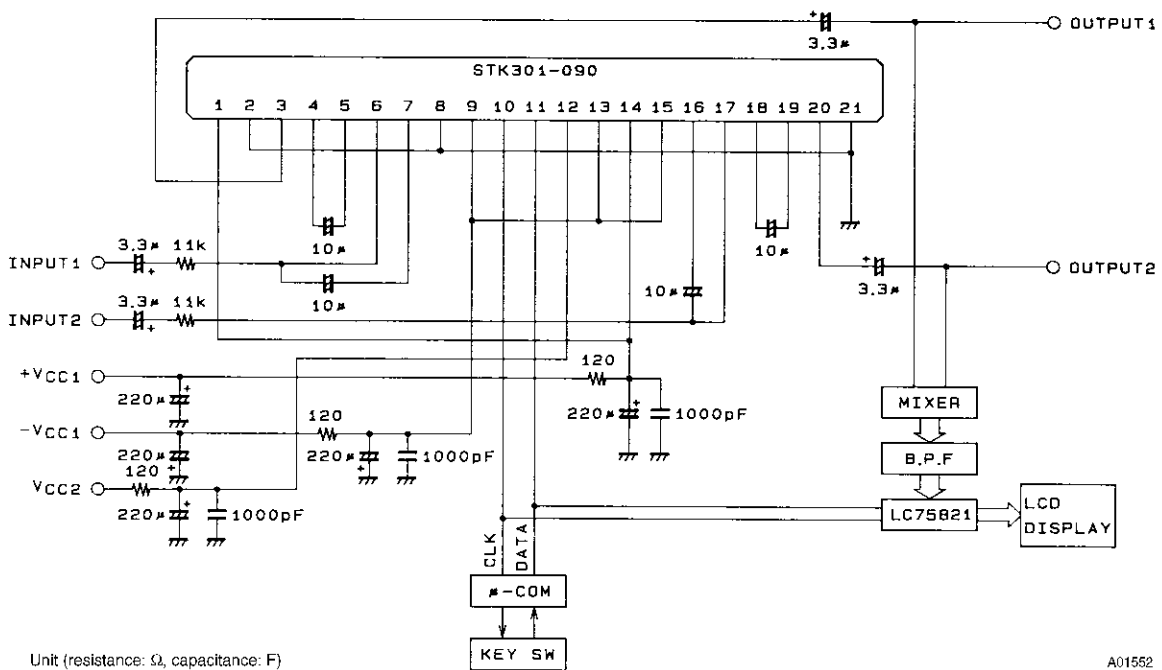 +
3.3μ
OUTPUT1
STK301-090
1 2 3 4 5 6 7 8 9 10 11 12 13 14 15 16 17 18 19 20 21
10μ
10μ
3.3μ 11k
INPUT1
+
10μ
+
3.3μ
OUTPUT2
10μ
3.3μ 11k
INPUT2
+
+VCC1
120
+
220μ
+
220μ
1000pF
MIXER
-VCC1
120
220μ
+
220μ
+
1000pF
B.P.F
120
VCC2
+
220μ
1000pF
LC75821
LCD
DISPLAY
CLK
DATA
μ-COM
KEY SW
Unit (resistance: Ω, capacitance: F)
A01552